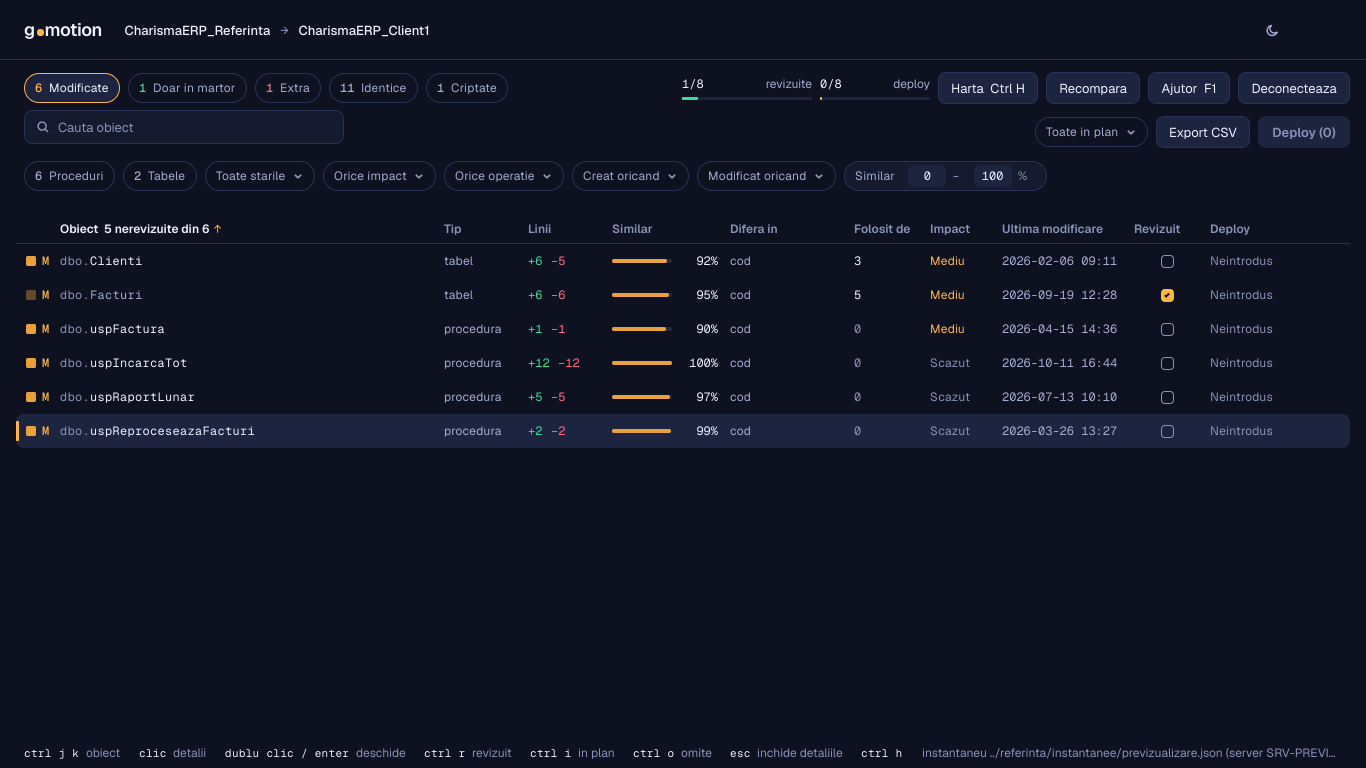 gomotion CharismaERP_Referinta → CharismaERP_Client1
6 Modificate 1 Doar in martor 1 Extra 11 Identice 1 Criptate 1/8 revizuite 0/8 deploy Harta Ctrl H Recompara Ajutor F1 Deconecteaza
Cauta obiect Toate in plan Export CSV Deploy (0)
6 Proceduri 2 Tabele Toate starile Orice impact Orice operatie Creat oricand Modificat oricand Similar 0 – 100 %
Obiect 5 nerevizuite din 6 ↑ Tip Linii Similar Difera in Folosit de Impact Ultima modificare Revizuit Deploy
M dbo.Clienti tabel +6 −5 92% cod 3 Mediu 2026-02-06 09:11 Neintrodus
M dbo.Facturi tabel +6 −6 95% cod 5 Mediu 2026-09-19 12:28 Neintrodus
M dbo.uspFactura procedura +1 −1 90% cod 0 Mediu 2026-04-15 14:36 Neintrodus
M dbo.uspIncarcaTot procedura +12 −12 100% cod 0 Scazut 2026-10-11 16:44 Neintrodus
M dbo.uspRaportLunar procedura +5 −5 97% cod 0 Scazut 2026-07-13 10:10 Neintrodus
M dbo.uspReproceseazaFacturi procedura +2 −2 99% cod 0 Scazut 2026-03-26 13:27 Neintrodus
ctrl j k obiect clic detalii dublu clic / enter deschide ctrl r revizuit ctrl i in plan ctrl o omite esc inchide detaliile ctrl h instantaneu ../referinta/instantanee/previzualizare.json (server SRV-PREVI…